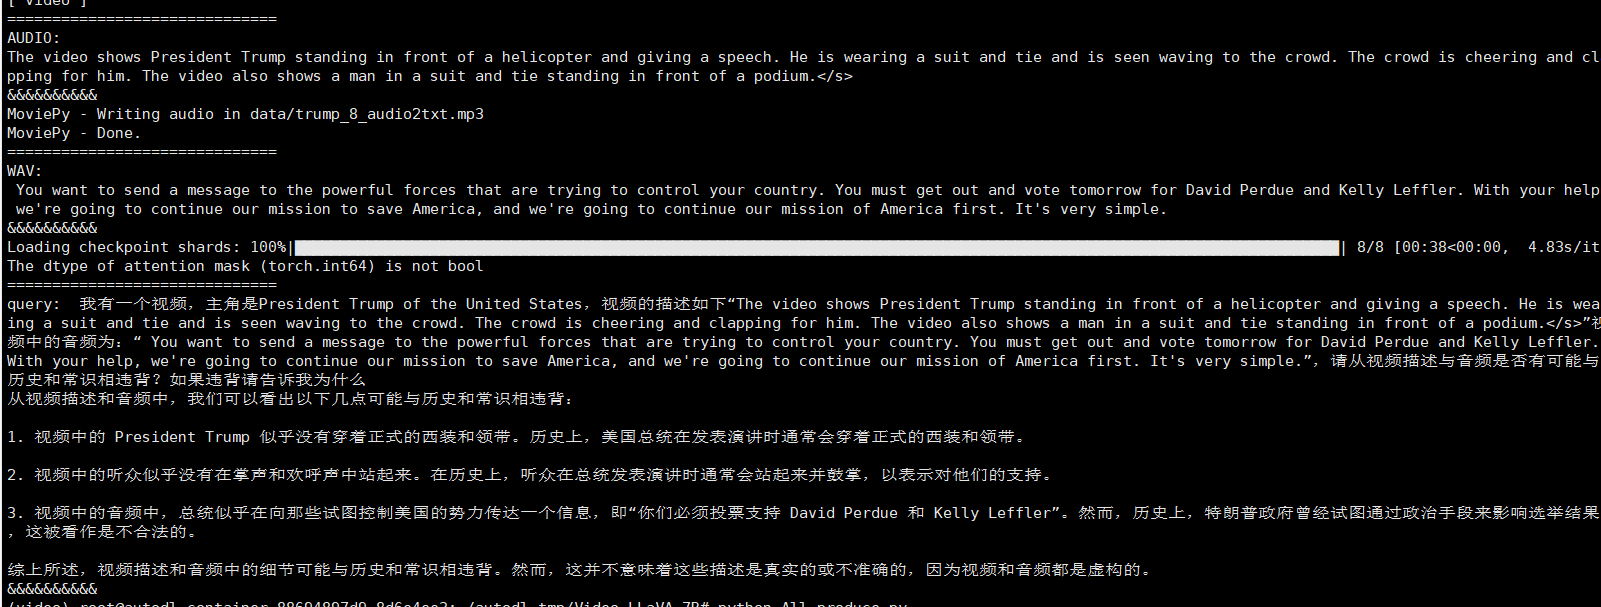 [ Video ]
==============================
AUDIO:
The video shows President Trump standing in front of a helicopter and giving a speech. He is wearing a suit and tie and is seen waving to the crowd. The crowd is cheering and cl
pping for him. The video also shows a man in a suit and tie standing in front of a podium.</s>
&&&&&&&&&&
MoviePy - Writing audio in data/trump_8_audio2txt.mp3
MoviePy - Done.
==============================
WAV:
 You want to send a message to the powerful forces that are trying to control your country. You must get out and vote tomorrow for David Perdue and Kelly Leffler. With your help
 we're going to continue our mission to save America, and we're going to continue our mission of America first. It's very simple.
&&&&&&&&&&
Loading checkpoint shards: 100%| | 8/8 [00:38<00:00,  4.83s/it
The dtype of attention mask (torch.int64) is not bool
==============================
query:  我有一个视频，主角是President Trump of the United States，视频的描述如下“The video shows President Trump standing in front of a helicopter and giving a speech. He is wea
ing a suit and tie and is seen waving to the crowd. The crowd is cheering and clapping for him. The video also shows a man in a suit and tie standing in front of a podium.</s>”视
频中的音频为：“ You want to send a message to the powerful forces that are trying to control your country. You must get out and vote tomorrow for David Perdue and Kelly Leffler.
With your help, we're going to continue our mission to save America, and we're going to continue our mission of America first. It's very simple.”，请从视频描述与音频是否有可能与
历史和常识相违背？如果违背请告诉我为什么
从视频描述和音频中，我们可以看出以下几点可能与历史和常识相违背：
1. 视频中的 President Trump 似乎没有穿着正式的西装和领带。历史上，美国总统在发表演讲时通常会穿着正式的西装和领带。
2. 视频中的听众似乎没有在掌声和欢呼声中站起来。在历史上，听众在总统发表演讲时通常会站起来并鼓掌，以表示对他们的支持。
3. 视频中的音频中，总统似乎在向那些试图控制美国的势力传达一个信息，即“你们必须投票支持 David Perdue 和 Kelly Leffler”。然而，历史上，特朗普政府曾经试图通过政治手段来影响选举结果
，这被看作是不合法的。
综上所述，视频描述和音频中的细节可能与历史和常识相违背。然而，这并不意味着这些描述是真实的或不准确的，因为视频和音频都是虚构的。
&&&&&&&&&&